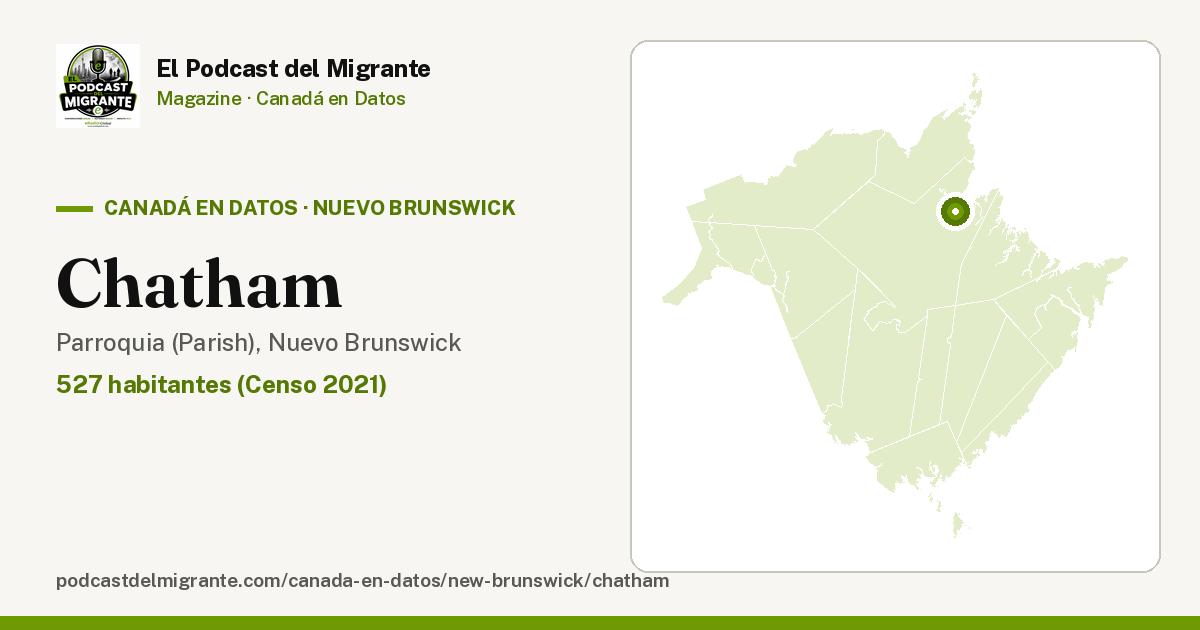 EL
PODCAST
DEL
MIGRANTE
El Podcast del Migrante
Magazine · Canadá en Datos
CANADÁ EN DATOS · NUEVO BRUNSWICK
Chatham
Parroquia (Parish), Nuevo Brunswick
527 habitantes (Censo 2021)
podcastdelmigrante.com/canada-en-datos/new-brunswick/chatham